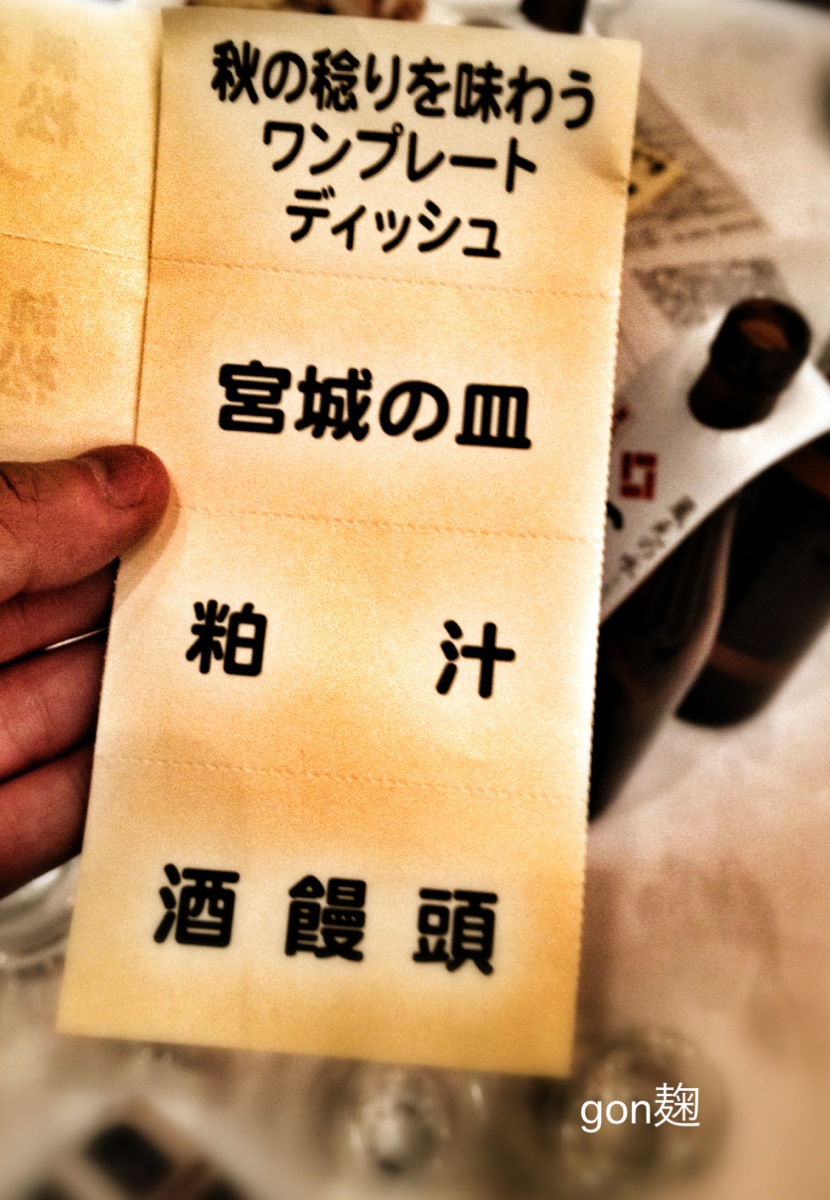 秋の稔りを味わう
ワンプレート
ディッシュ
宮城の皿
粕 汁
酒 饅 頭
gon麹